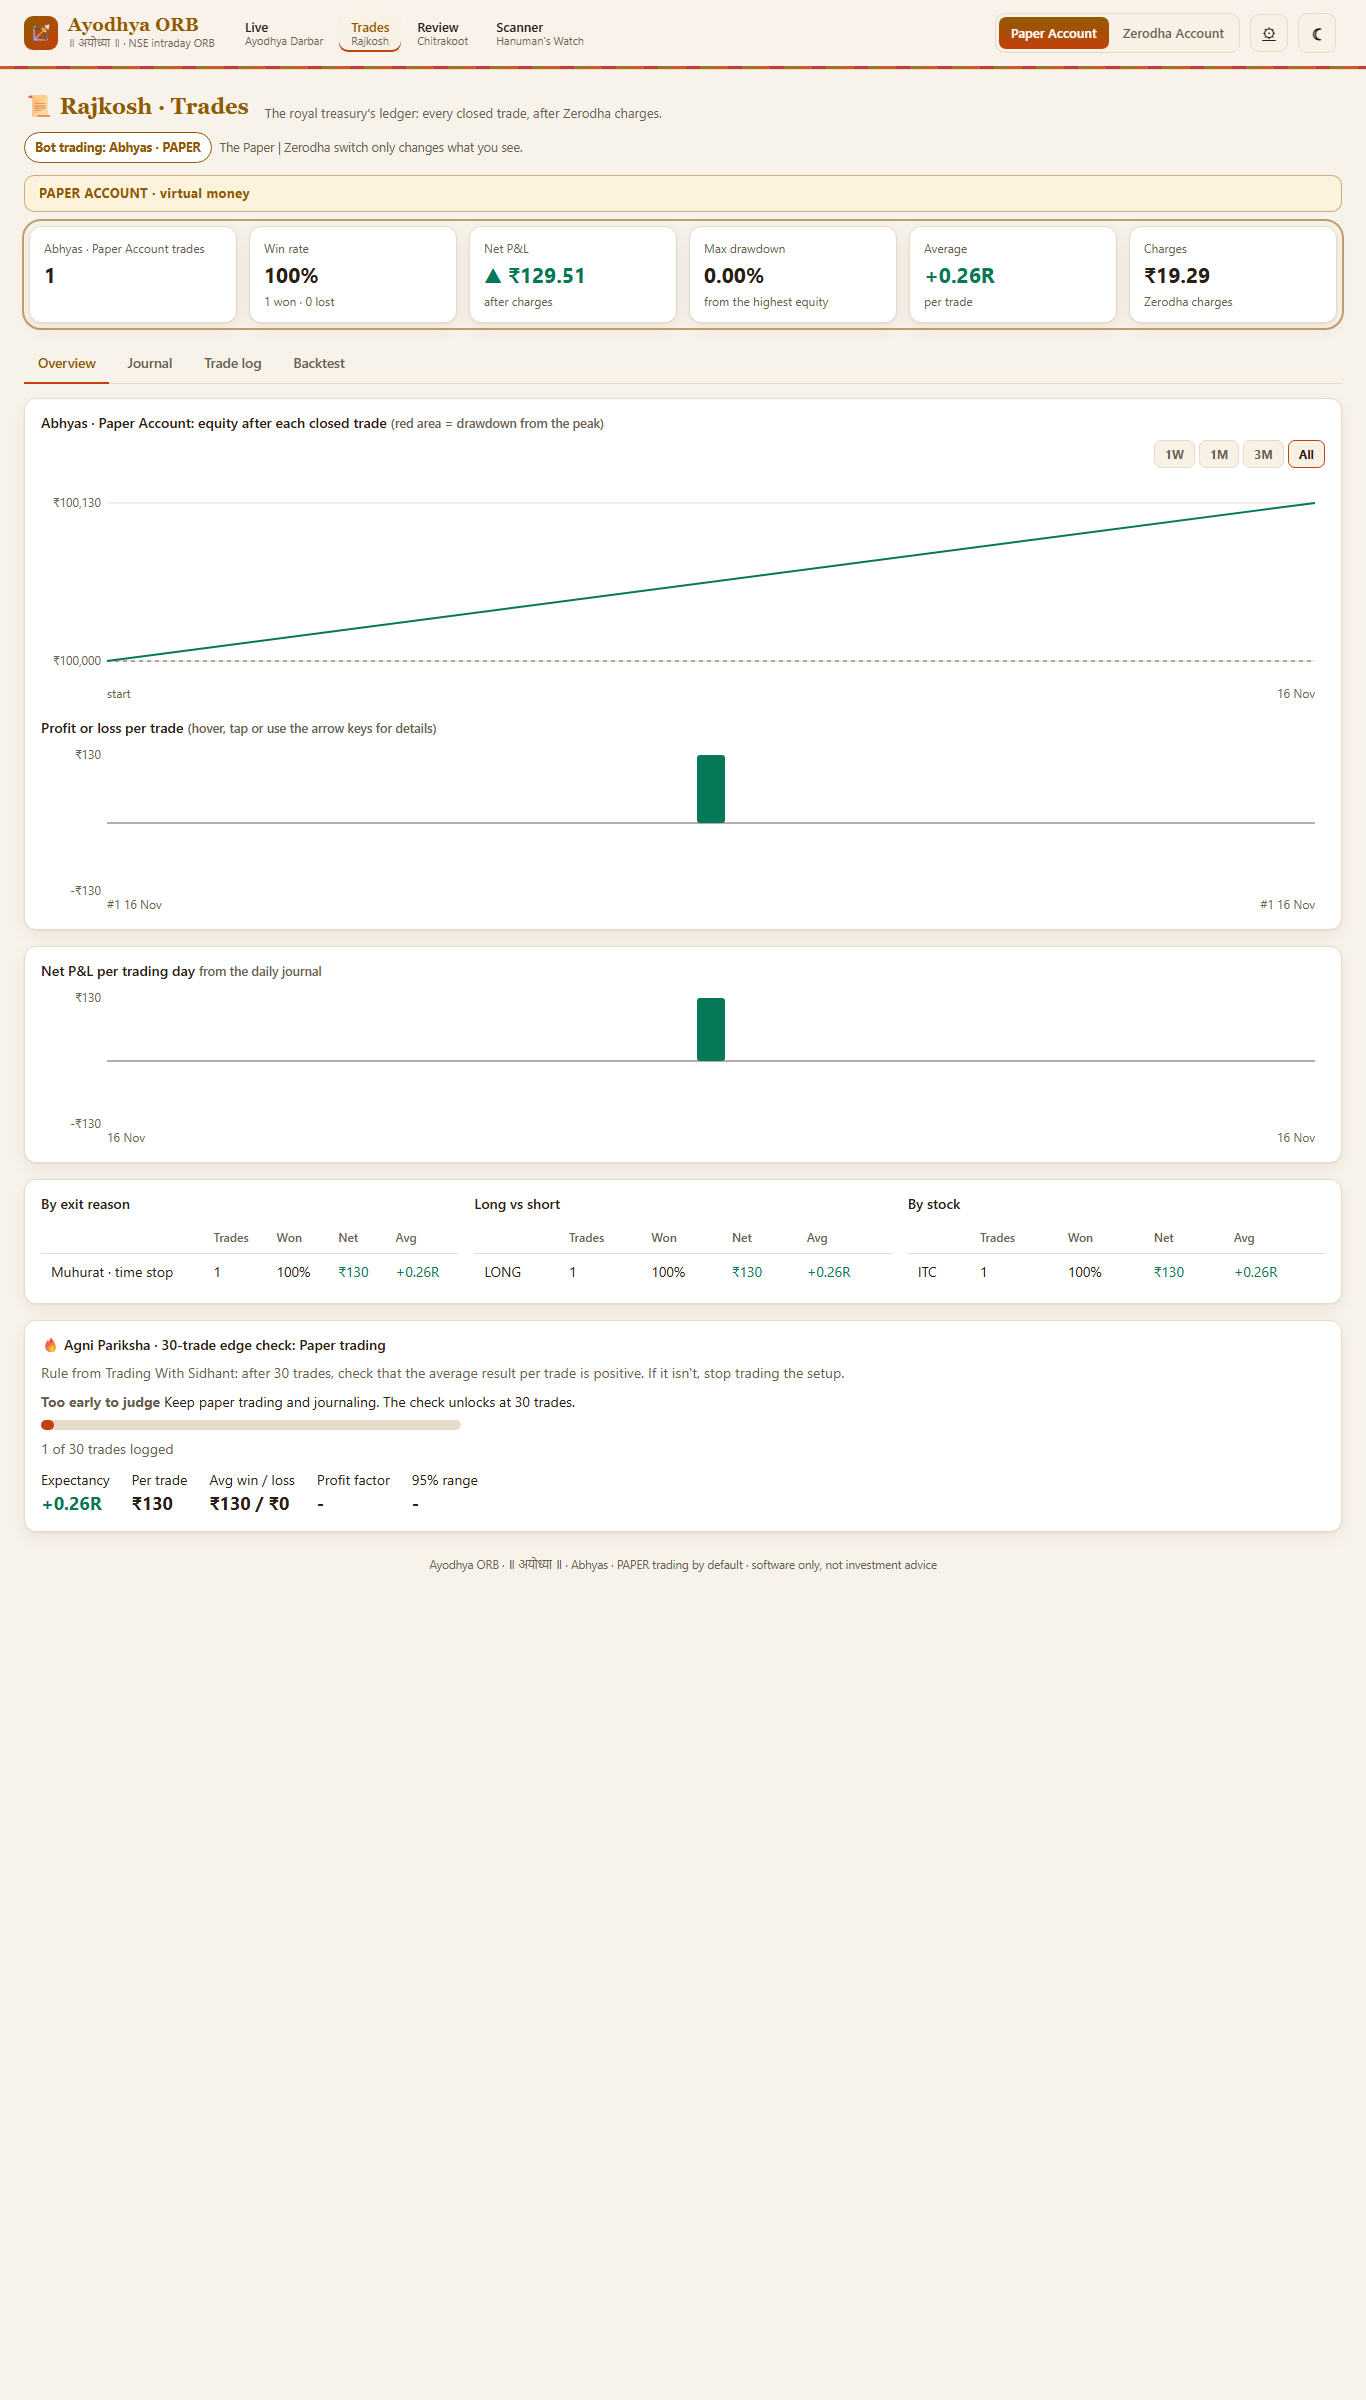 Ayodhya ORB
॥ अयोध्या ॥ · NSE intraday ORB
Live
Ayodhya Darbar
Trades
Rajkosh
Review
Chitrakoot
Scanner
Hanuman's Watch
Paper Account
Zerodha Account
Rajkosh · Trades
The royal treasury's ledger: every closed trade, after Zerodha charges.
Bot trading: Abhyas · PAPER
The Paper | Zerodha switch only changes what you see.
PAPER ACCOUNT · virtual money
Abhyas · Paper Account trades
1
Win rate
100%
1 won · 0 lost
Net P&L
▲ ₹129.51
after charges
Max drawdown
0.00%
from the highest equity
Average
+0.26R
per trade
Charges
₹19.29
Zerodha charges
Overview
Journal
Trade log
Backtest
Abhyas · Paper Account: equity after each closed trade (red area = drawdown from the peak)
1W
1M
3M
All
₹100,130
₹100,000
start
16 Nov
Profit or loss per trade (hover, tap or use the arrow keys for details)
₹130
-₹130
#1 16 Nov
#1 16 Nov
Net P&L per trading day from the daily journal
₹130
-₹130
16 Nov
16 Nov
By exit reason
Trades Won Net Avg
Muhurat · time stop 1 100% ₹130 +0.26R
Long vs short
Trades Won Net Avg
LONG 1 100% ₹130 +0.26R
By stock
Trades Won Net Avg
ITC 1 100% ₹130 +0.26R
Agni Pariksha · 30-trade edge check: Paper trading
Rule from Trading With Sidhant: after 30 trades, check that the average result per trade is positive. If it isn't, stop trading the setup.
Too early to judge Keep paper trading and journaling. The check unlocks at 30 trades.
1 of 30 trades logged
Expectancy
+0.26R
Per trade
₹130
Avg win / loss
₹130 / ₹0
Profit factor
-
95% range
-
Ayodhya ORB · ॥ अयोध्या ॥ · Abhyas · PAPER trading by default · software only, not investment advice